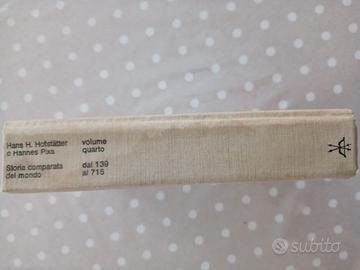 Hans H. Hofstätter
e Hannes Pixa
Storia comparata
del mondo
volume
quarto
dal 139
al 715
subito